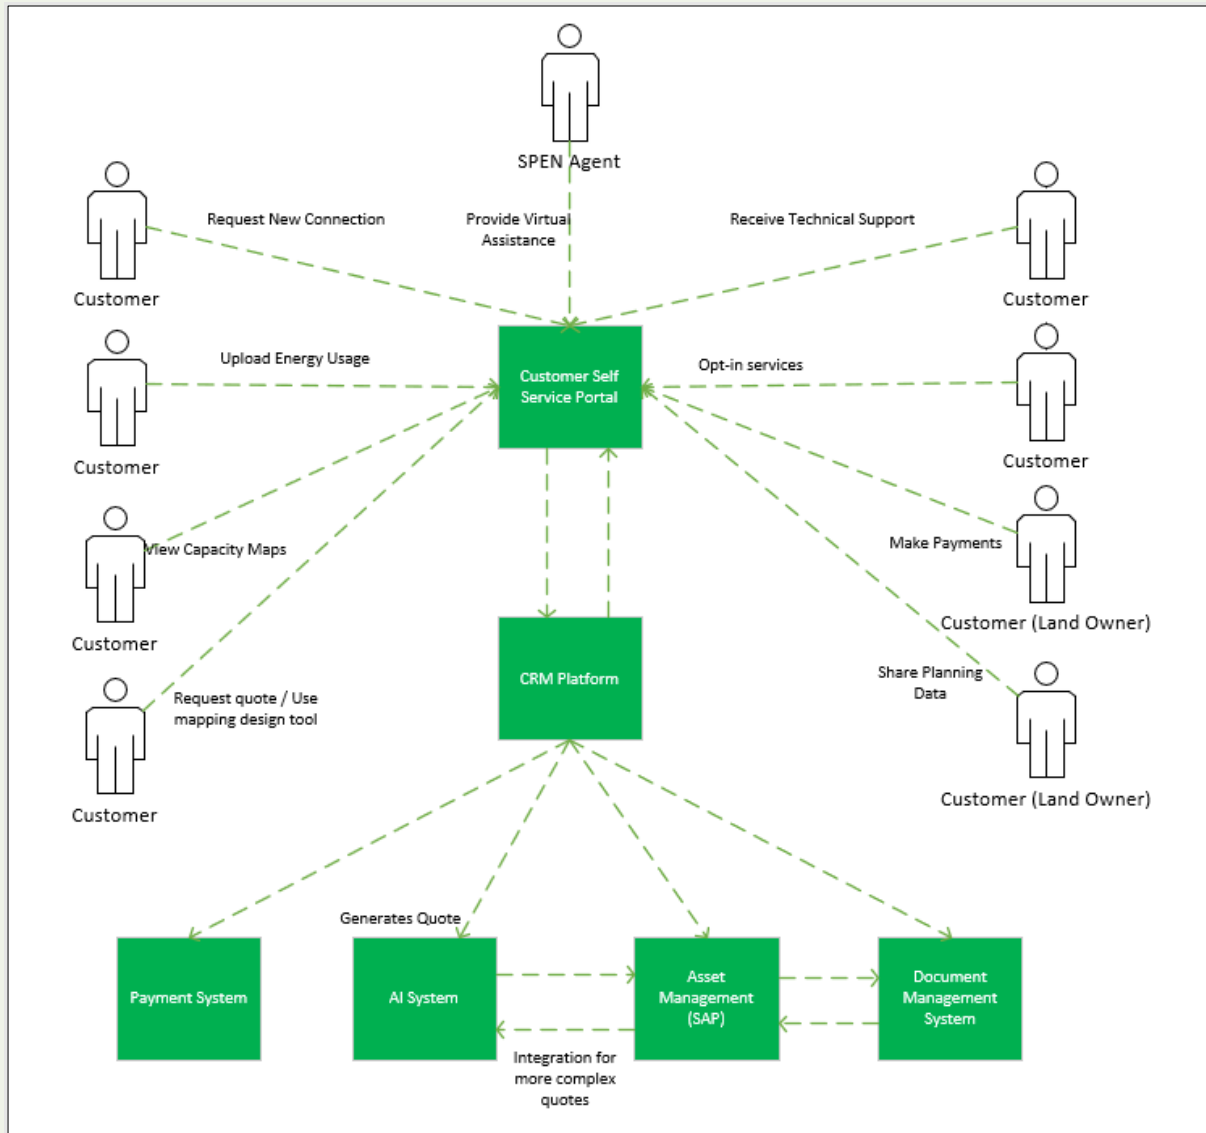 SPEN Agent
Request New Connection
Provide Virtual
Assistance
Receive Technical Support
Customer
Customer
Upload Energy Usage
Customer Self
Service Portal
Opt-in services
Customer
Customer
View Capacity Maps
Make Payments
Customer
Customer (Land Owner)
CRM Platform
Request quote / Use
mapping design tool
Share Planning
Data
Customer
Customer (Land Owner)
Generates Quote
Payment System
AI System
Asset
Management
(SAP)
Document
Management
System
Integration for
more complex
quotes